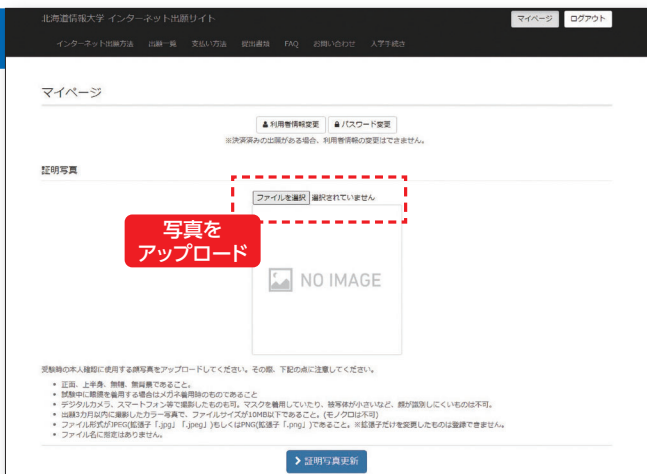 北海道情報大学 インターネット出願サイト
マイページ ログアウト
インターネット出願方法 出願一覧 支払い方法 提出書類 FAQ お問い合わせ 入学手続き
マイページ
利用者情報変更 パスワード変更
※決済済みの出願がある場合、利用者情報の変更はできません。
証明写真
ファイルを選択 選択されていません
写真を
アップロード
NO IMAGE
受験時の本人確認に使用する顔写真をアップロードしてください。その際、下記の点に注意してください。
• 正面、上半身、無帽、無背景であること。
• 試験中に眼鏡を着用する場合はメガネ着用時のものであること
• デジタルカメラ、スマートフォン等で撮影したものも可。マスクを着用していたり、被写体が小さいなど、顔が識別しにくいものは不可。
• 出願3カ月以内に撮影したカラー写真で、ファイルサイズが10MB以下であること。(モノクロは不可)
• ファイル形式がJPEG(拡張子「.jpg」「.jpeg」)もしくはPNG(拡張子「.png」)であること。※拡張子だけを変更したものは登録できません。
• ファイル名に指定はありません。
証明写真更新